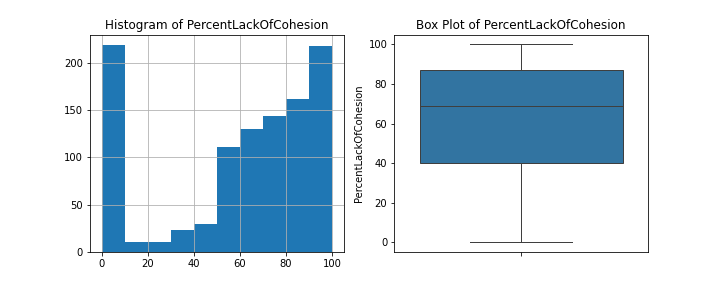 Histogram of PercentLackOfCohesion
200
150
100
50
0
0 20 40 60 80 100
Box Plot of PercentLackOfCohesion
PercentLackOfCohesion
100
80
60
40
20
0